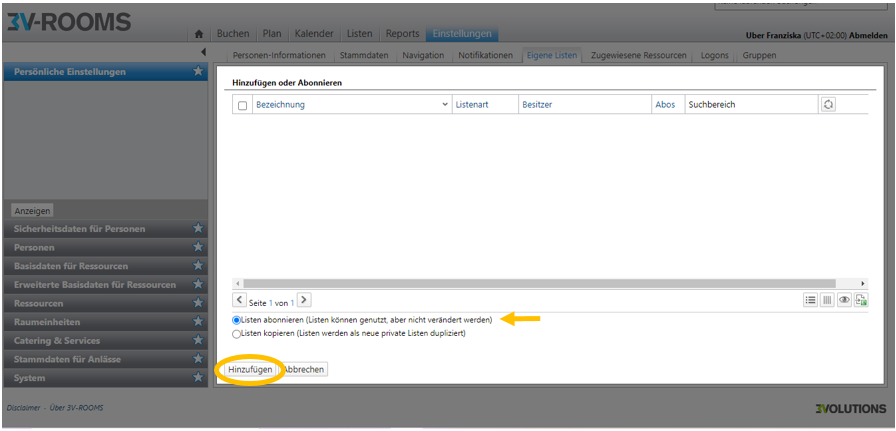 3V-ROOMS
Buchen Plan Kalender Listen Reports Einstellungen
Uber Franziska (UTC+02:00) Abmelden
Personen-Informationen Stammdaten Navigation Notifikationen Eigene Listen Zugewiesene Ressourcen Logons Gruppen
Persönliche Einstellungen
Anzeigen
Sicherheitsdaten für Personen
Personen
Basisdaten für Ressourcen
Erweiterte Basisdaten für Ressourcen
Ressourcen
Raumeinheiten
Catering & Services
Stammdaten für Anlässe
System
Hinzufügen oder Abonnieren
Bezeichnung Listenart Besitzer Abos Suchbereich
Seite 1 von 1
Listen abonnieren (Listen können genutzt, aber nicht verändert werden)
Listen kopieren (Listen werden als neue private Listen dupliziert)
Hinzufügen Abbrechen
Disclaimer - Über 3V-ROOMS
3VOLUTIONS